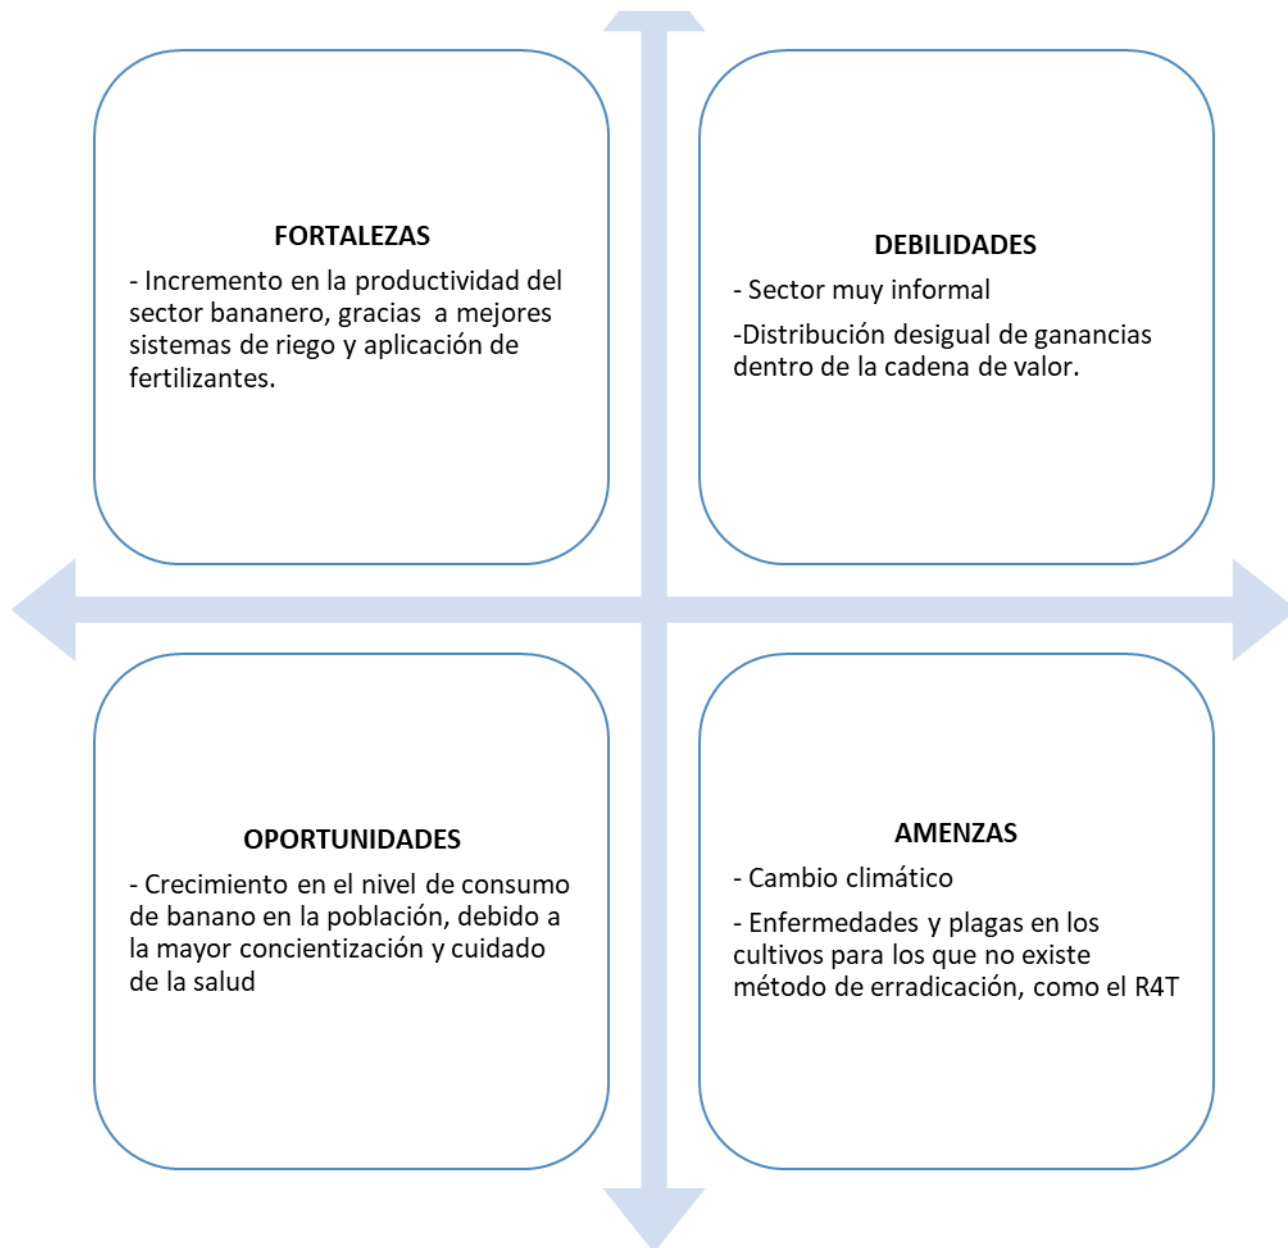 FORTALEZAS
- Incremento en la productividad del
sector bananero, gracias a mejores
sistemas de riego y aplicación de
fertilizantes.
DEBILIDADES
- Sector muy informal
-Distribución desigual de ganancias
dentro de la cadena de valor.
OPORTUNIDADES
- Crecimiento en el nivel de consumo
de banano en la población, debido a
la mayor concientización y cuidado
de la salud
AMENZAS
- Cambio climático
- Enfermedades y plagas en los
cultivos para los que no existe
método de erradicación, como el R4T